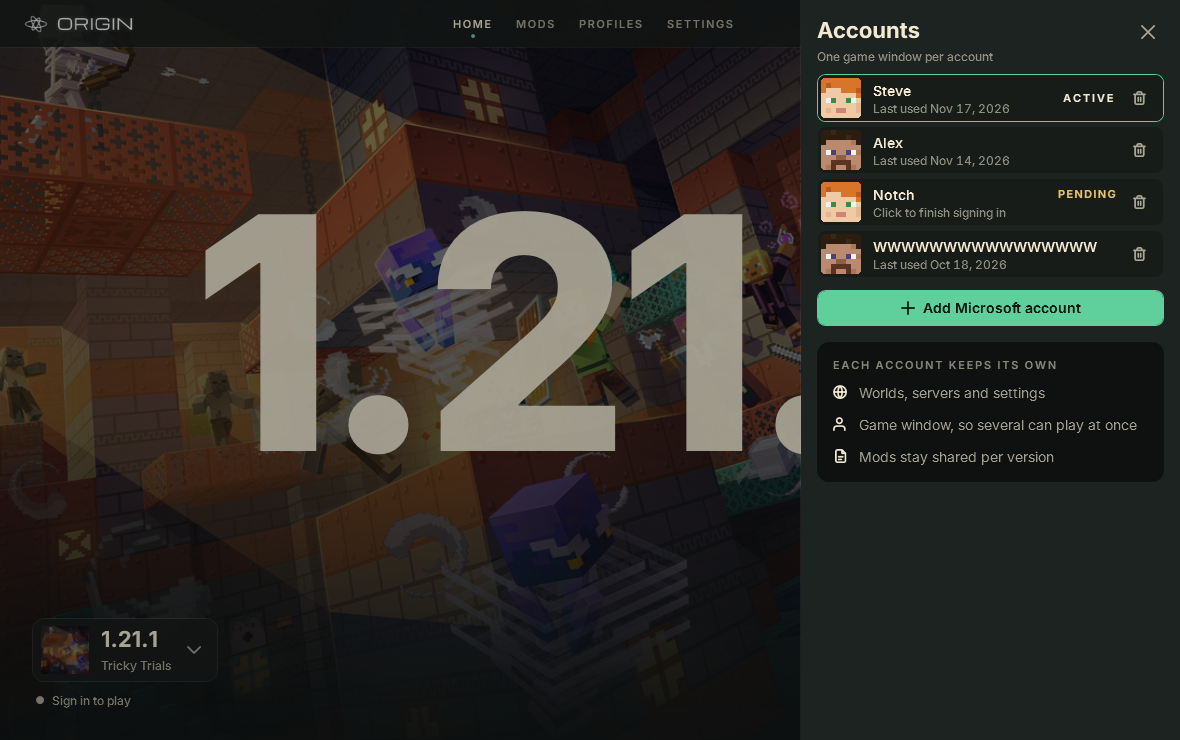 ORIGIN
HOME MODS PROFILES SETTINGS
Accounts
One game window per account
Steve
Last used Nov 17, 2026
ACTIVE
Alex
Last used Nov 14, 2026
Notch
Click to finish signing in
PENDING
WWWWWWWWWWWWWWWW
Last used Oct 18, 2026
Add Microsoft account
EACH ACCOUNT KEEPS ITS OWN
Worlds, servers and settings
Game window, so several can play at once
Mods stay shared per version
1.21.
1.21.1
Tricky Trials
Sign in to play